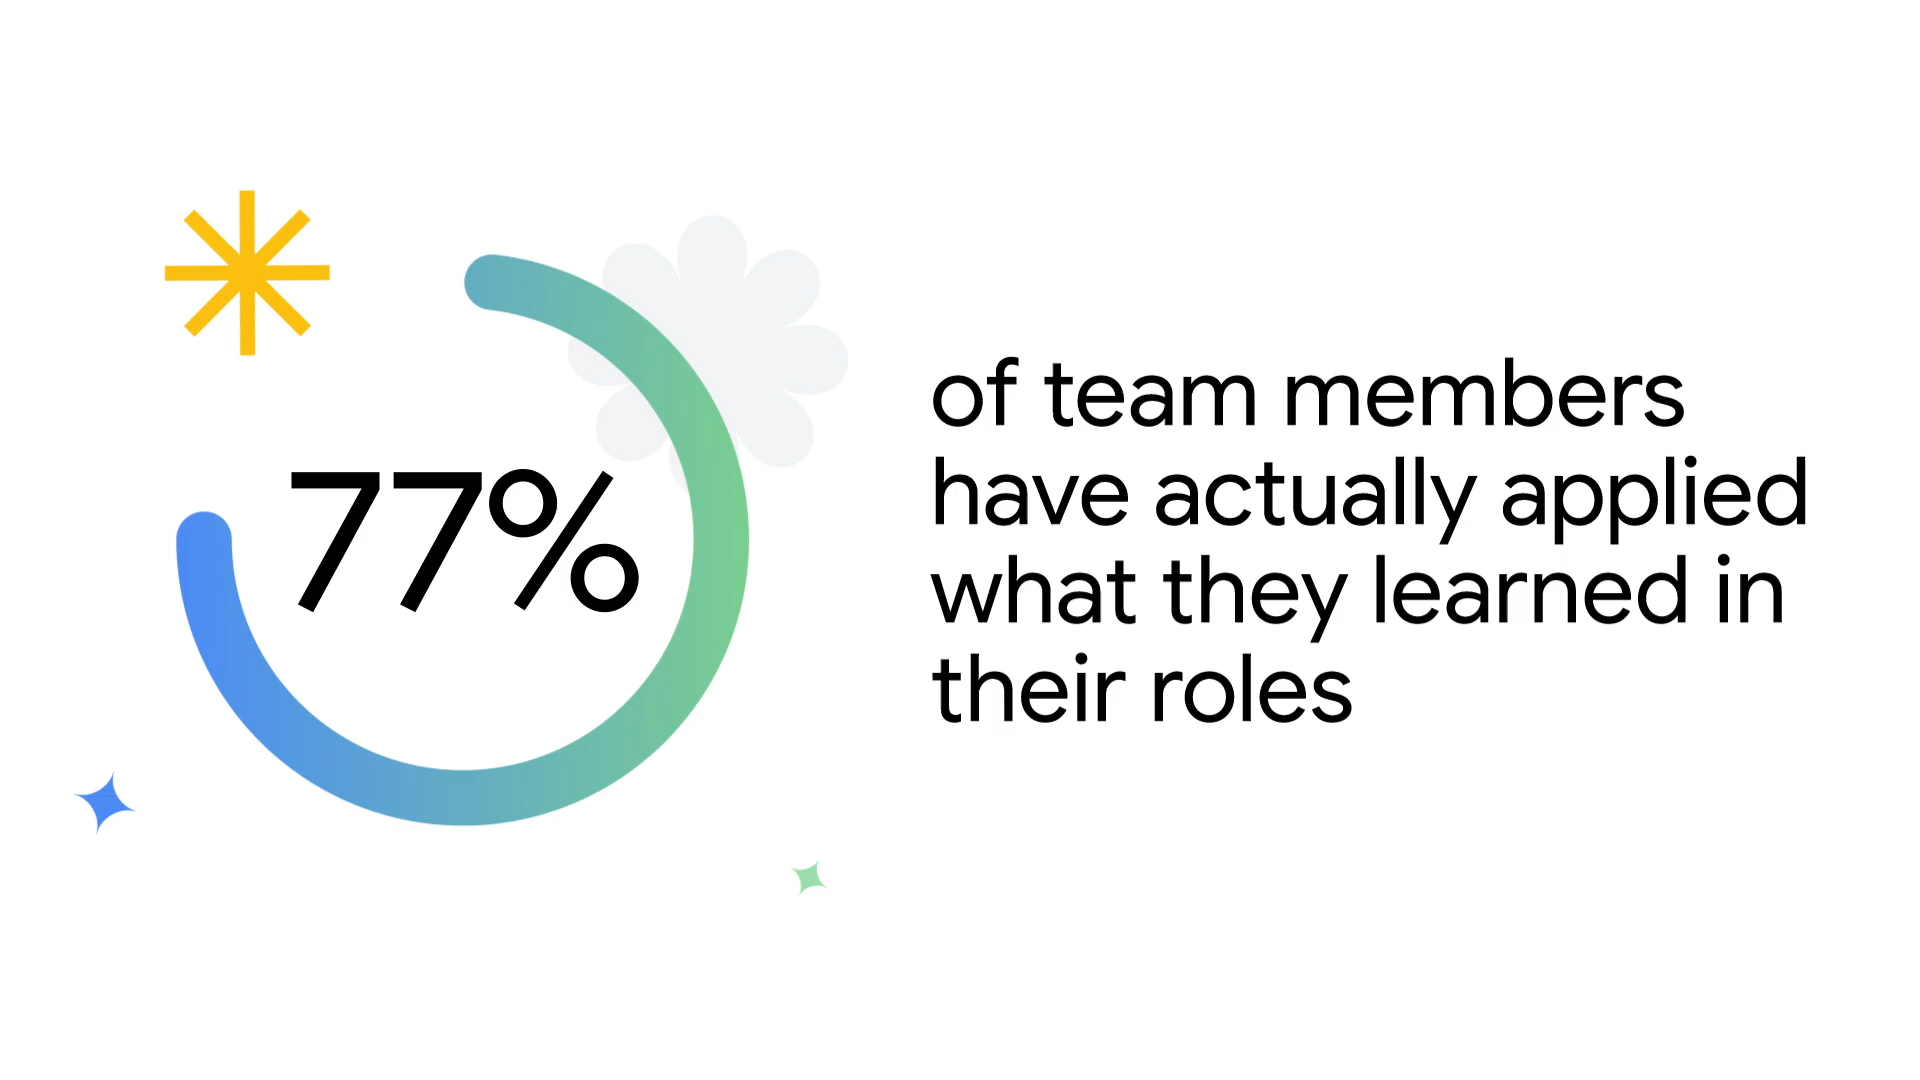 77%
of team members
have actually applied
what they learned in
their roles